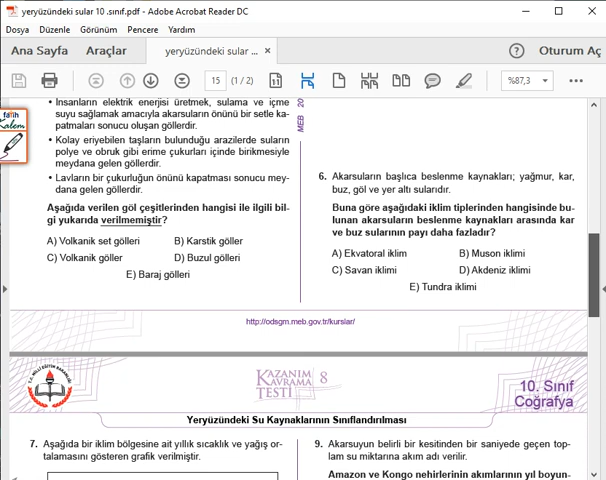 yeryüzündeki sular 10 .sınıf.pdf - Adobe Acrobat Reader DC
Dosya Düzenle Görünüm Pencere Yardım
Ana Sayfa Araçlar yeryüzündeki sular ... × ? Oturum Aç
15 (1 / 2) %87,3
fatih
Kalem
• İnsanların elektrik enerjisi üretmek, sulama ve içme
suyu sağlamak amacıyla akarsuların önünü bir setle ka-
patmaları sonucu oluşan göllerdir.
• Kolay eriyebilen taşların bulunduğu arazilerde suların
polye ve obruk gibi erime çukurları içinde birikmesiyle
meydana gelen göllerdir.
• Lavların bir çukurluğun önünü kapatması sonucu mey-
dana gelen göllerdir.
Aşağıda verilen göl çeşitlerinden hangisi ile ilgili bil-
gi yukarıda verilmemiştir?
A) Volkanik set gölleri B) Karstik göller
C) Volkanik göller D) Buzul gölleri
E) Baraj gölleri
MEB 20
6. Akarsuların başlıca beslenme kaynakları; yağmur, kar,
buz, göl ve yer altı sularıdır.
Buna göre aşağıdaki iklim tiplerinden hangisinde bu-
lunan akarsuların beslenme kaynakları arasında kar
ve buz sularının payı daha fazladır?
A) Ekvatoral iklim B) Muson iklimi
C) Savan iklimi D) Akdeniz iklimi
E) Tundra iklimi
http://odsgm.meb.gov.tr/kurslar/
KAZANIM
KAVRAMA
TESTİ 8
10. Sınıf
Coğrafya
Yeryüzündeki Su Kaynaklarının Sınıflandırılması
7. Aşağıda bir iklim bölgesine ait yıllık sıcaklık ve yağış or-
talamasını gösteren grafik verilmiştir.
9. Akarsuyun belirli bir kesitinden bir saniyede geçen top-
lam su miktarına akım adı verilir.
Amazon ve Kongo nehirlerinin akımlarının yıl boyun-